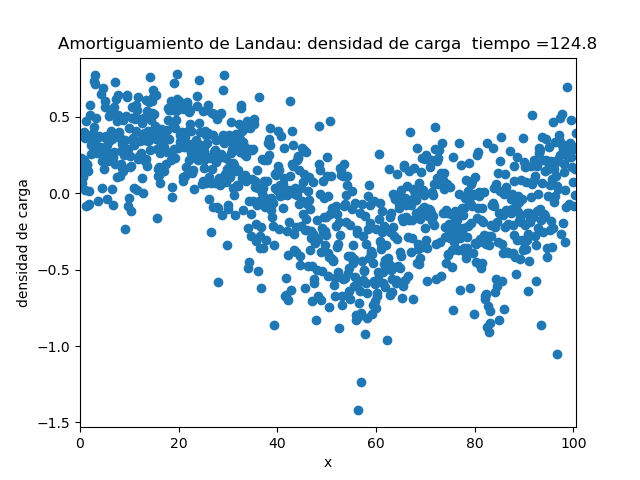 Amortiguamiento de Landau: densidad de carga  tiempo =124.8
densidad de carga
0.5
0.0
−0.5
−1.0
−1.5
0 20 40 60 80 100
x